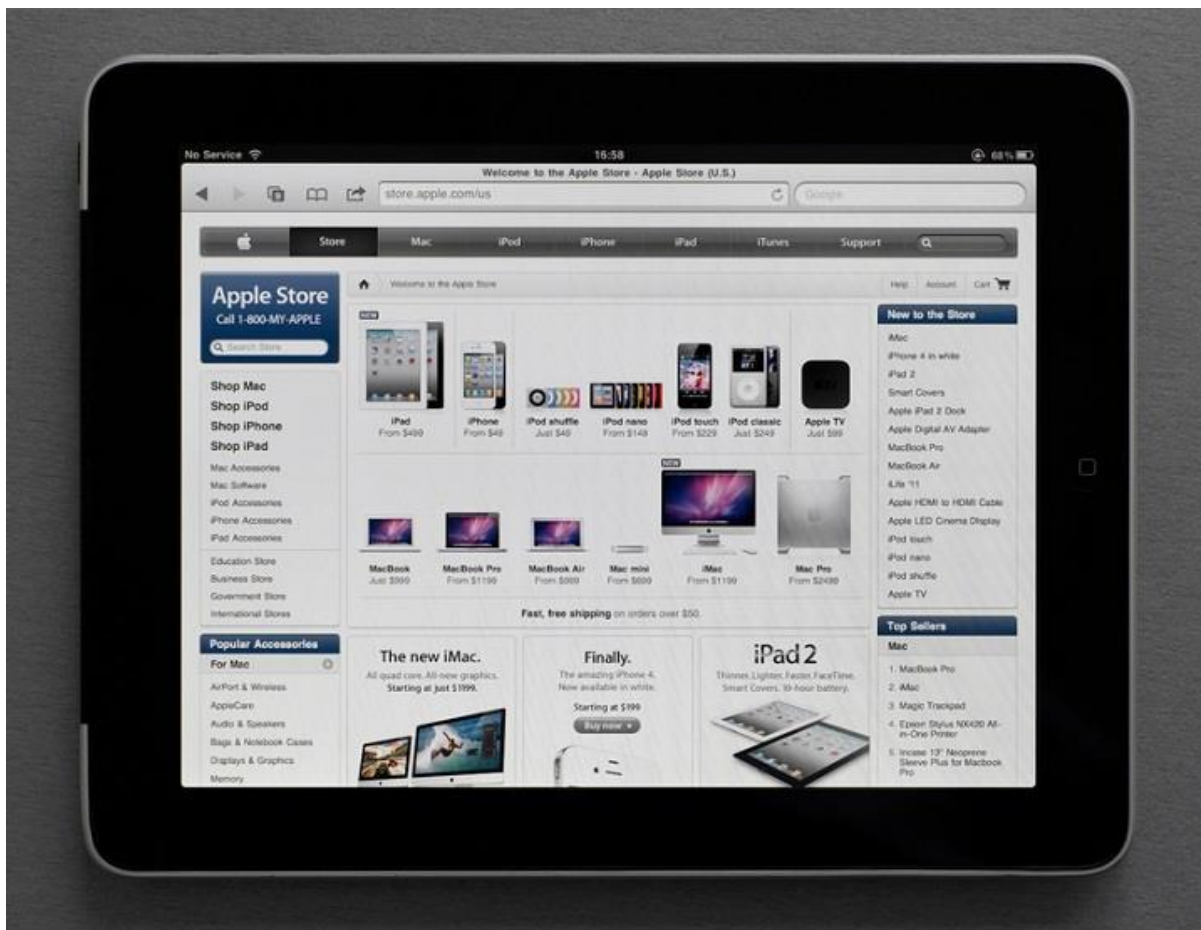 No Service
16:58
68%
Welcome to the Apple Store - Apple Store (U.S.)
store.apple.com/us
Google
Store
Mac
iPod
iPhone
iPad
iTunes
Support
Apple Store
Call 1-800-MY-APPLE
Search Store
Shop Mac
Shop iPod
Shop iPhone
Shop iPad
Mac Accessories
Mac Software
iPod Accessories
iPhone Accessories
iPad Accessories
Education Store
Business Store
Government Store
International Stores
Popular Accessories
For Mac
AirPort & Wireless
AppleCare
Audio & Speakers
Bags & Notebook Cases
Displays & Graphics
Memory
Welcome to the Apple Store
Help
Account
Cart
NEW
iPad
From $499
iPhone
From $49
iPod shuffle
Just $49
iPod nano
From $149
iPod touch
From $229
iPod classic
Just $249
Apple TV
Just $99
MacBook
Just $999
MacBook Pro
From $1199
MacBook Air
From $999
Mac mini
From $699
NEW
iMac
From $1199
Mac Pro
From $2499
Fast, free shipping on orders over $50.
The new iMac.
All quad core. All-new graphics.
Starting at just $1199.
Finally.
The amazing iPhone 4.
Now available in white.
Starting at $199
Buy now
iPad 2
Thinner. Lighter. Faster. FaceTime.
Smart Covers. 10-hour battery.
New to the Store
iMac
iPhone 4 in white
iPad 2
Smart Covers
Apple iPad 2 Dock
Apple Digital AV Adapter
MacBook Pro
MacBook Air
iLife '11
Apple HDMI to HDMI Cable
Apple LED Cinema Display
iPod touch
iPod nano
iPod shuffle
Apple TV
Top Sellers
Mac
1. MacBook Pro
2. iMac
3. Magic Trackpad
4. Epson Stylus NX420 All-
in-One Printer
5. Incase 13" Neoprene
Sleeve Plus for Macbook
Pro